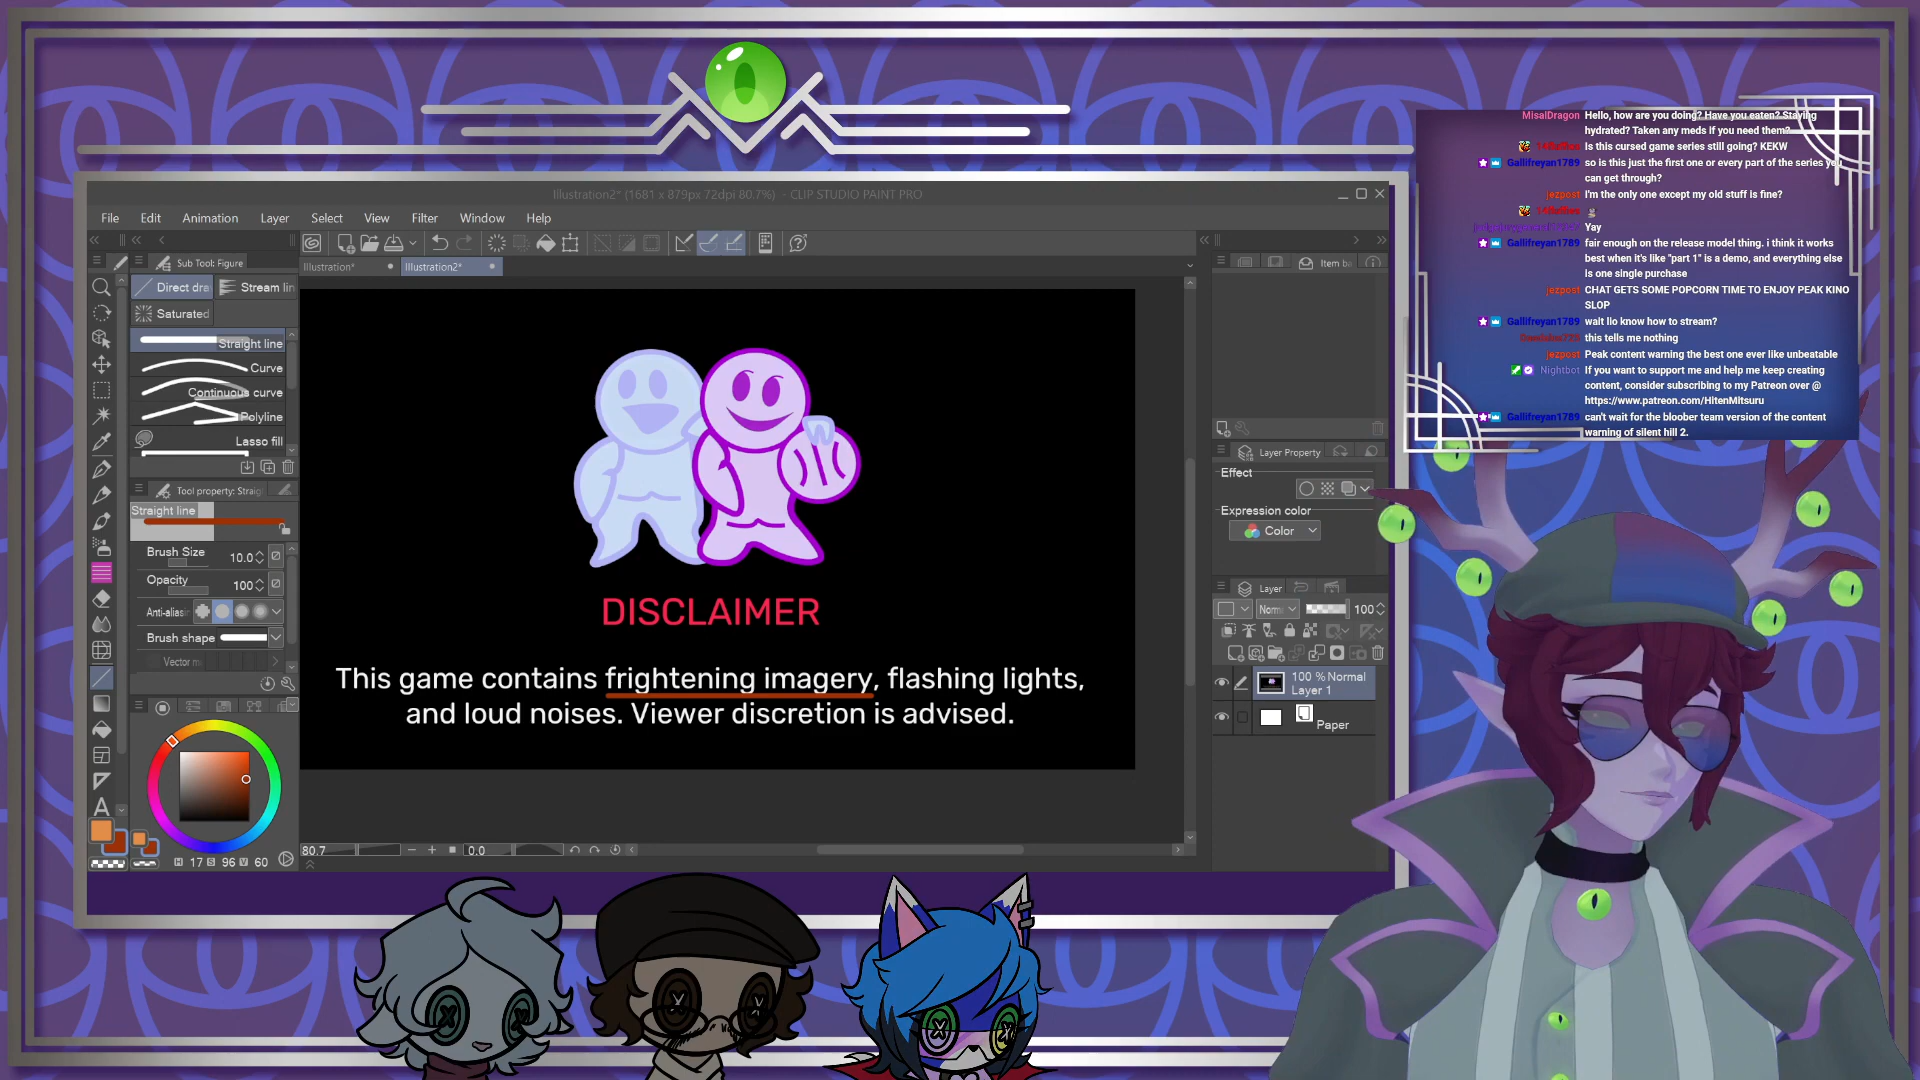 Illustration2* (1681 x 879px 72dpi 80.7%) - CLIP STUDIO PAINT PRO
File Edit Animation Layer Select View Filter Window Help
Sub Tool: Figure
Illustration* Illustration2*
Direct dra Stream lin
Saturated
Straight line
Curve
Continuous curve
Polyline
Lasso fill
Tool property: Straig
Straight line
Brush Size 10.0
Opacity 100
Anti-aliasin
Brush shape
Vector m
H 17 S 96 V 60
DISCLAIMER
This game contains frightening imagery, flashing lights,
and loud noises. Viewer discretion is advised.
80.7 0.0
Item ba
Layer Property
Effect
Expression color
Color
Layer
Norm 100
100 % Normal
Layer 1
Paper
MisalDragon Hello, how are you doing? Have you eaten? Staying
hydrated? Taken any meds if you need them?
Is this cursed game series still going? KEKW
Gallifreyan1789 so is this just the first one or every part of the series you
can get through?
jezpost I'm the only one except my old stuff is fine?
Yay
Gallifreyan1789 fair enough on the release model thing. i think it works
best when it's like "part 1" is a demo, and everything else
is one single purchase
jezpost CHAT GETS SOME POPCORN TIME TO ENJOY PEAK KINO
SLOP
Gallifreyan1789 wait llo know how to stream?
this tells me nothing
jezpost Peak content warning the best one ever like unbeatable
Nightbot If you want to support me and help me keep creating
content, consider subscribing to my Patreon over @
https://www.patreon.com/HitenMitsuru
Gallifreyan1789 can't wait for the bloober team version of the content
warning of silent hill 2.